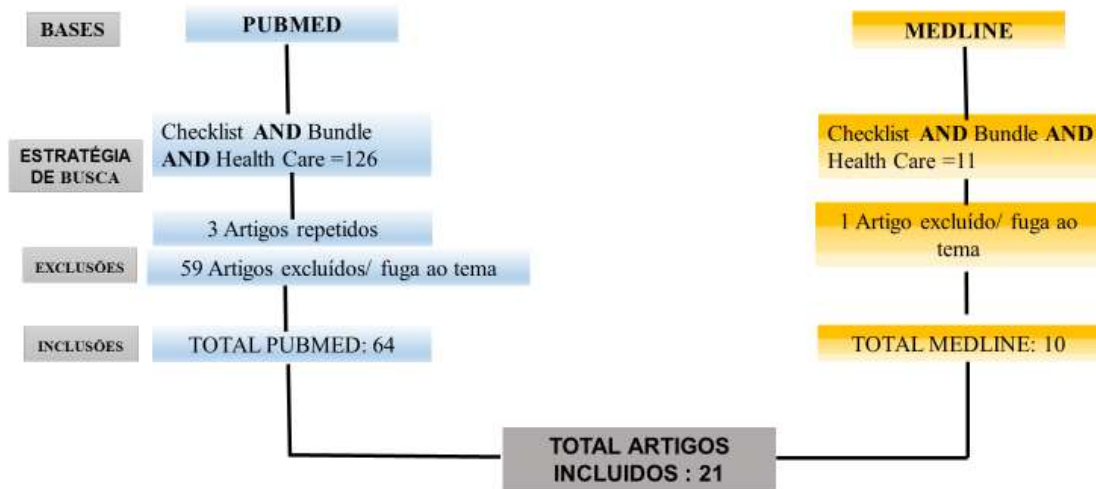 BASES
PUBMED
MEDLINE
ESTRATÉGIA
DE BUSCA
Checklist AND Bundle
AND Health Care =126
Checklist AND Bundle AND
Health Care =11
3 Artigos repetidos
1 Artigo excluído/ fuga ao
tema
EXCLUSÕES
59 Artigos excluídos/ fuga ao tema
INCLUSÕES
TOTAL PUBMED: 64
TOTAL MEDLINE: 10
TOTAL ARTIGOS
INCLUIDOS : 21